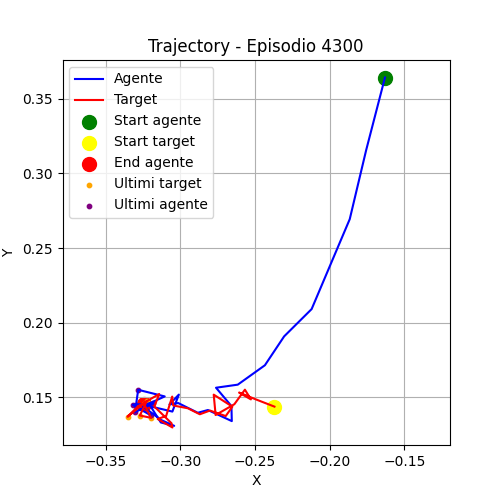 Trajectory - Episodio 4300
Agente
Target
Start agente
Start target
End agente
Ultimi target
Ultimi agente
0.35
0.30
0.25
0.20
0.15
Y
−0.35
−0.30
−0.25
−0.20
−0.15
X